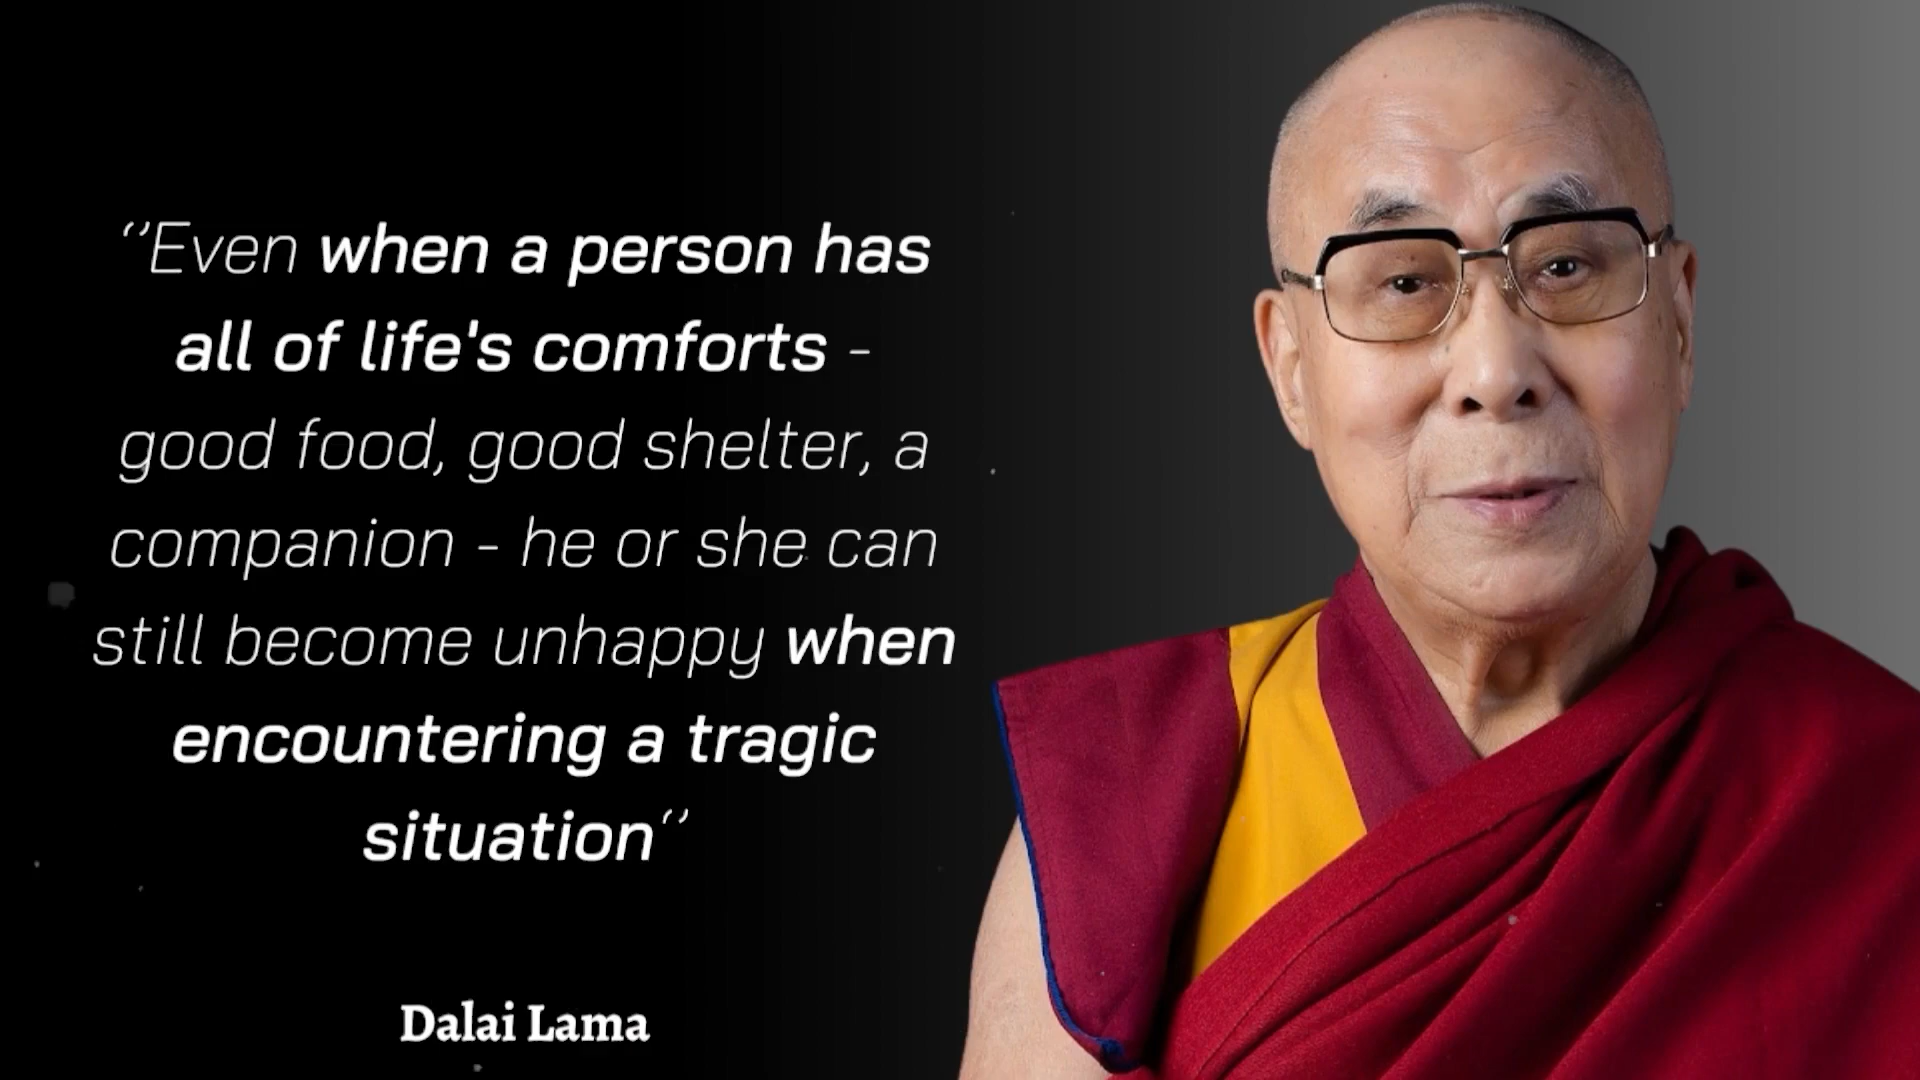 ‘’Even when a person has
all of life's comforts -
good food, good shelter, a
companion - he or she can
still become unhappy when
encountering a tragic
situation‘’
Dalai Lama